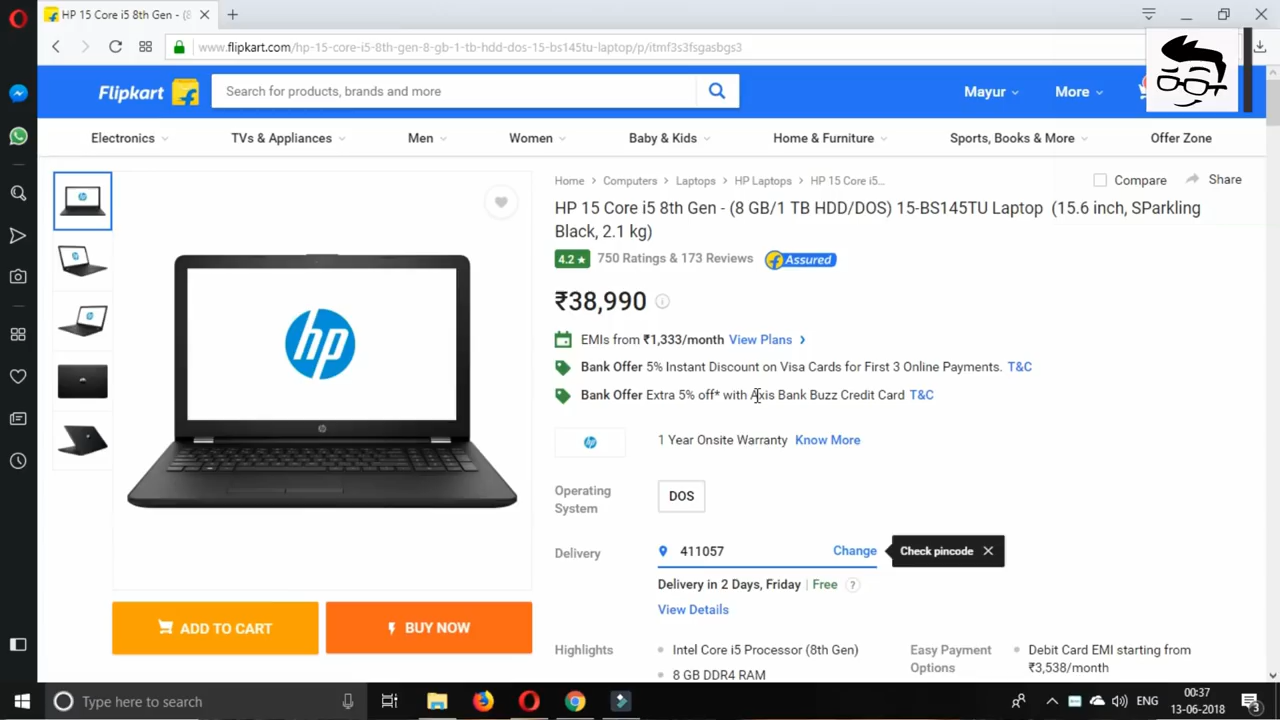 HP 15 Core i5 8th Gen - (8
www.flipkart.com/hp-15-core-i5-8th-gen-8-gb-1-tb-hdd-dos-15-bs145tu-laptop/p/itmf3s3fsgasbgs3
Flipkart
Search for products, brands and more
Mayur
More
Electronics
TVs & Appliances
Men
Women
Baby & Kids
Home & Furniture
Sports, Books & More
Offer Zone
Home > Computers > Laptops > HP Laptops > HP 15 Core i5...
Compare
Share
HP 15 Core i5 8th Gen - (8 GB/1 TB HDD/DOS) 15-BS145TU Laptop (15.6 inch, SParkling
Black, 2.1 kg)
4.2 ★ 750 Ratings & 173 Reviews Assured
₹38,990
EMIs from ₹1,333/month View Plans >
Bank Offer 5% Instant Discount on Visa Cards for First 3 Online Payments. T&C
Bank Offer Extra 5% off* with Axis Bank Buzz Credit Card T&C
hp
hp
1 Year Onsite Warranty Know More
Operating
System
DOS
Delivery
411057
Change
Check pincode
Delivery in 2 Days, Friday | Free ?
View Details
ADD TO CART
BUY NOW
Highlights
Intel Core i5 Processor (8th Gen)
8 GB DDR4 RAM
Easy Payment
Options
Debit Card EMI starting from
₹3,538/month
Type here to search
ENG
00:37
13-06-2018
3